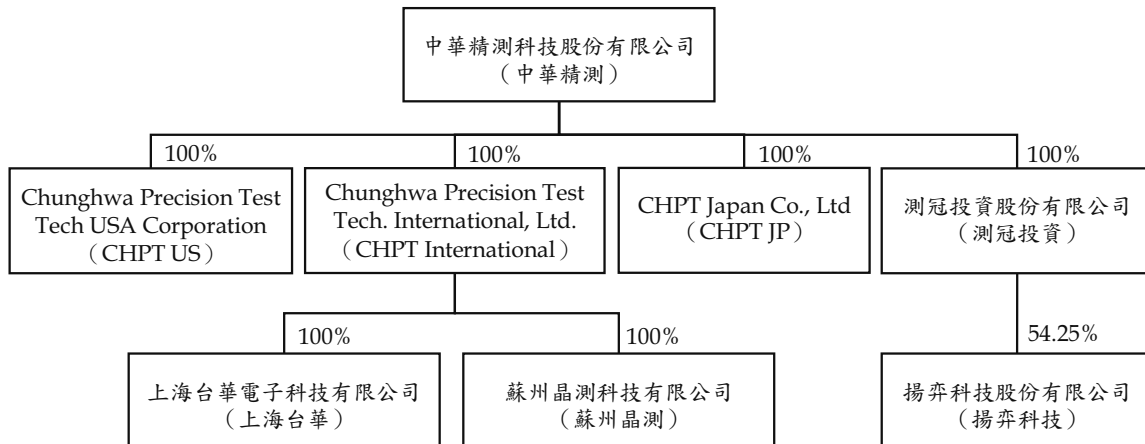 中華精測科技股份有限公司
（中華精測）
100%
100%
100%
100%
Chunghwa Precision Test
Tech USA Corporation
（CHPT US）
Chunghwa Precision Test
Tech. International, Ltd.
（CHPT International）
CHPT Japan Co., Ltd
（CHPT JP）
測冠投資股份有限公司
（測冠投資）
100%
100%
54.25%
上海台華電子科技有限公司
（上海台華）
蘇州晶測科技有限公司
（蘇州晶測）
揚弈科技股份有限公司
（揚弈科技）